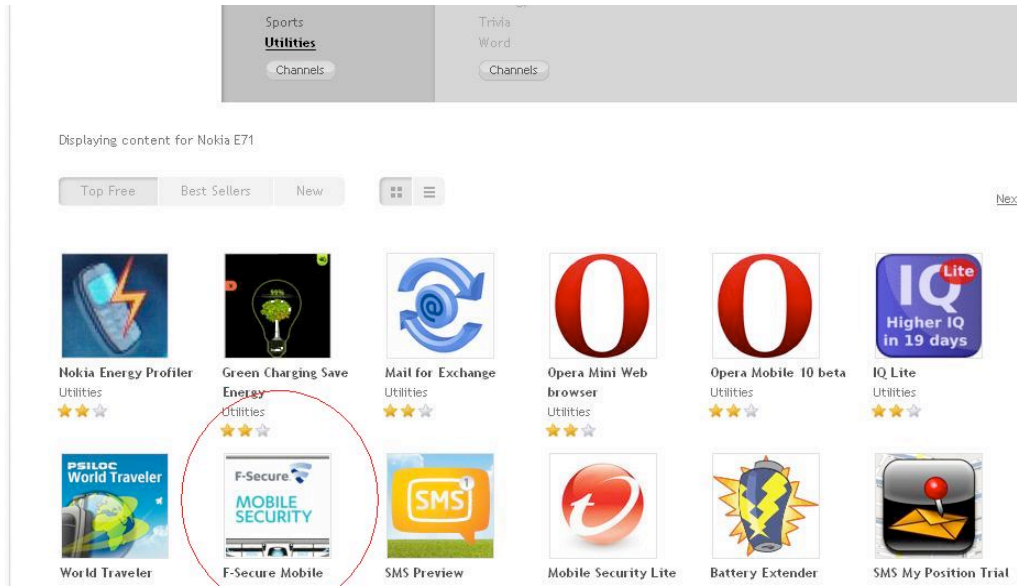 Sports
Trivia
Utilities
Word
Channels
Channels
Displaying content for Nokia E71
Top Free
Best Sellers
New
Nex
Lite
IQ
Higher IQ
in 19 days
99%
Nokia Energy Profiler
Utilities
Green Charging Save
Energy
Utilities
Mail for Exchange
Utilities
Opera Mini Web
browser
Utilities
Opera Mobile 10 beta
Utilities
IQ Lite
Utilities
PSILOC
World Traveler
F-Secure.
MOBILE
SECURITY
SMS
1
World Traveler
F-Secure Mobile
SMS Preview
Mobile Security Lite
Battery Extender
SMS My Position Trial